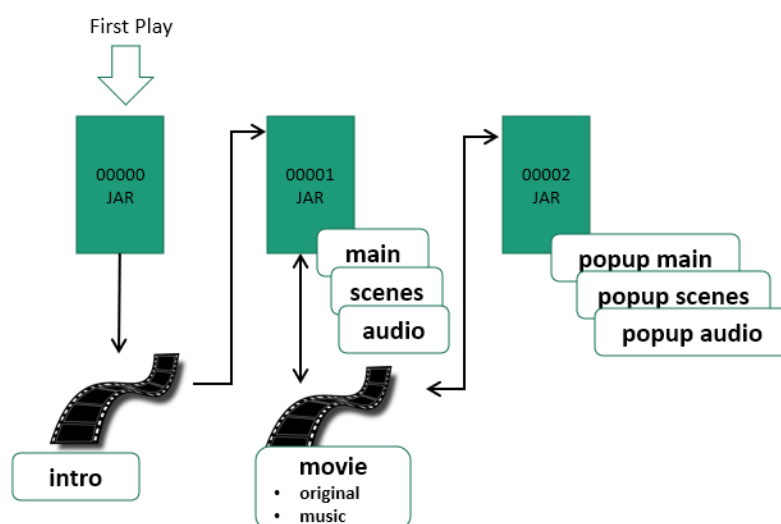 First Play
00000
JAR
00001
JAR
00002
JAR
main
scenes
audio
popup main
popup scenes
popup audio
intro
movie
• original
• music